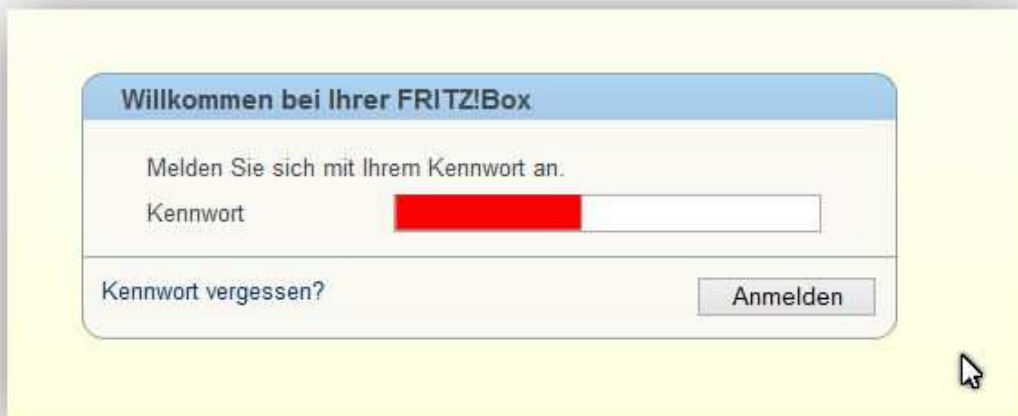 Willkommen bei Ihrer FRITZ!Box
Melden Sie sich mit Ihrem Kennwort an.
Kennwort
Kennwort vergessen?
Anmelden